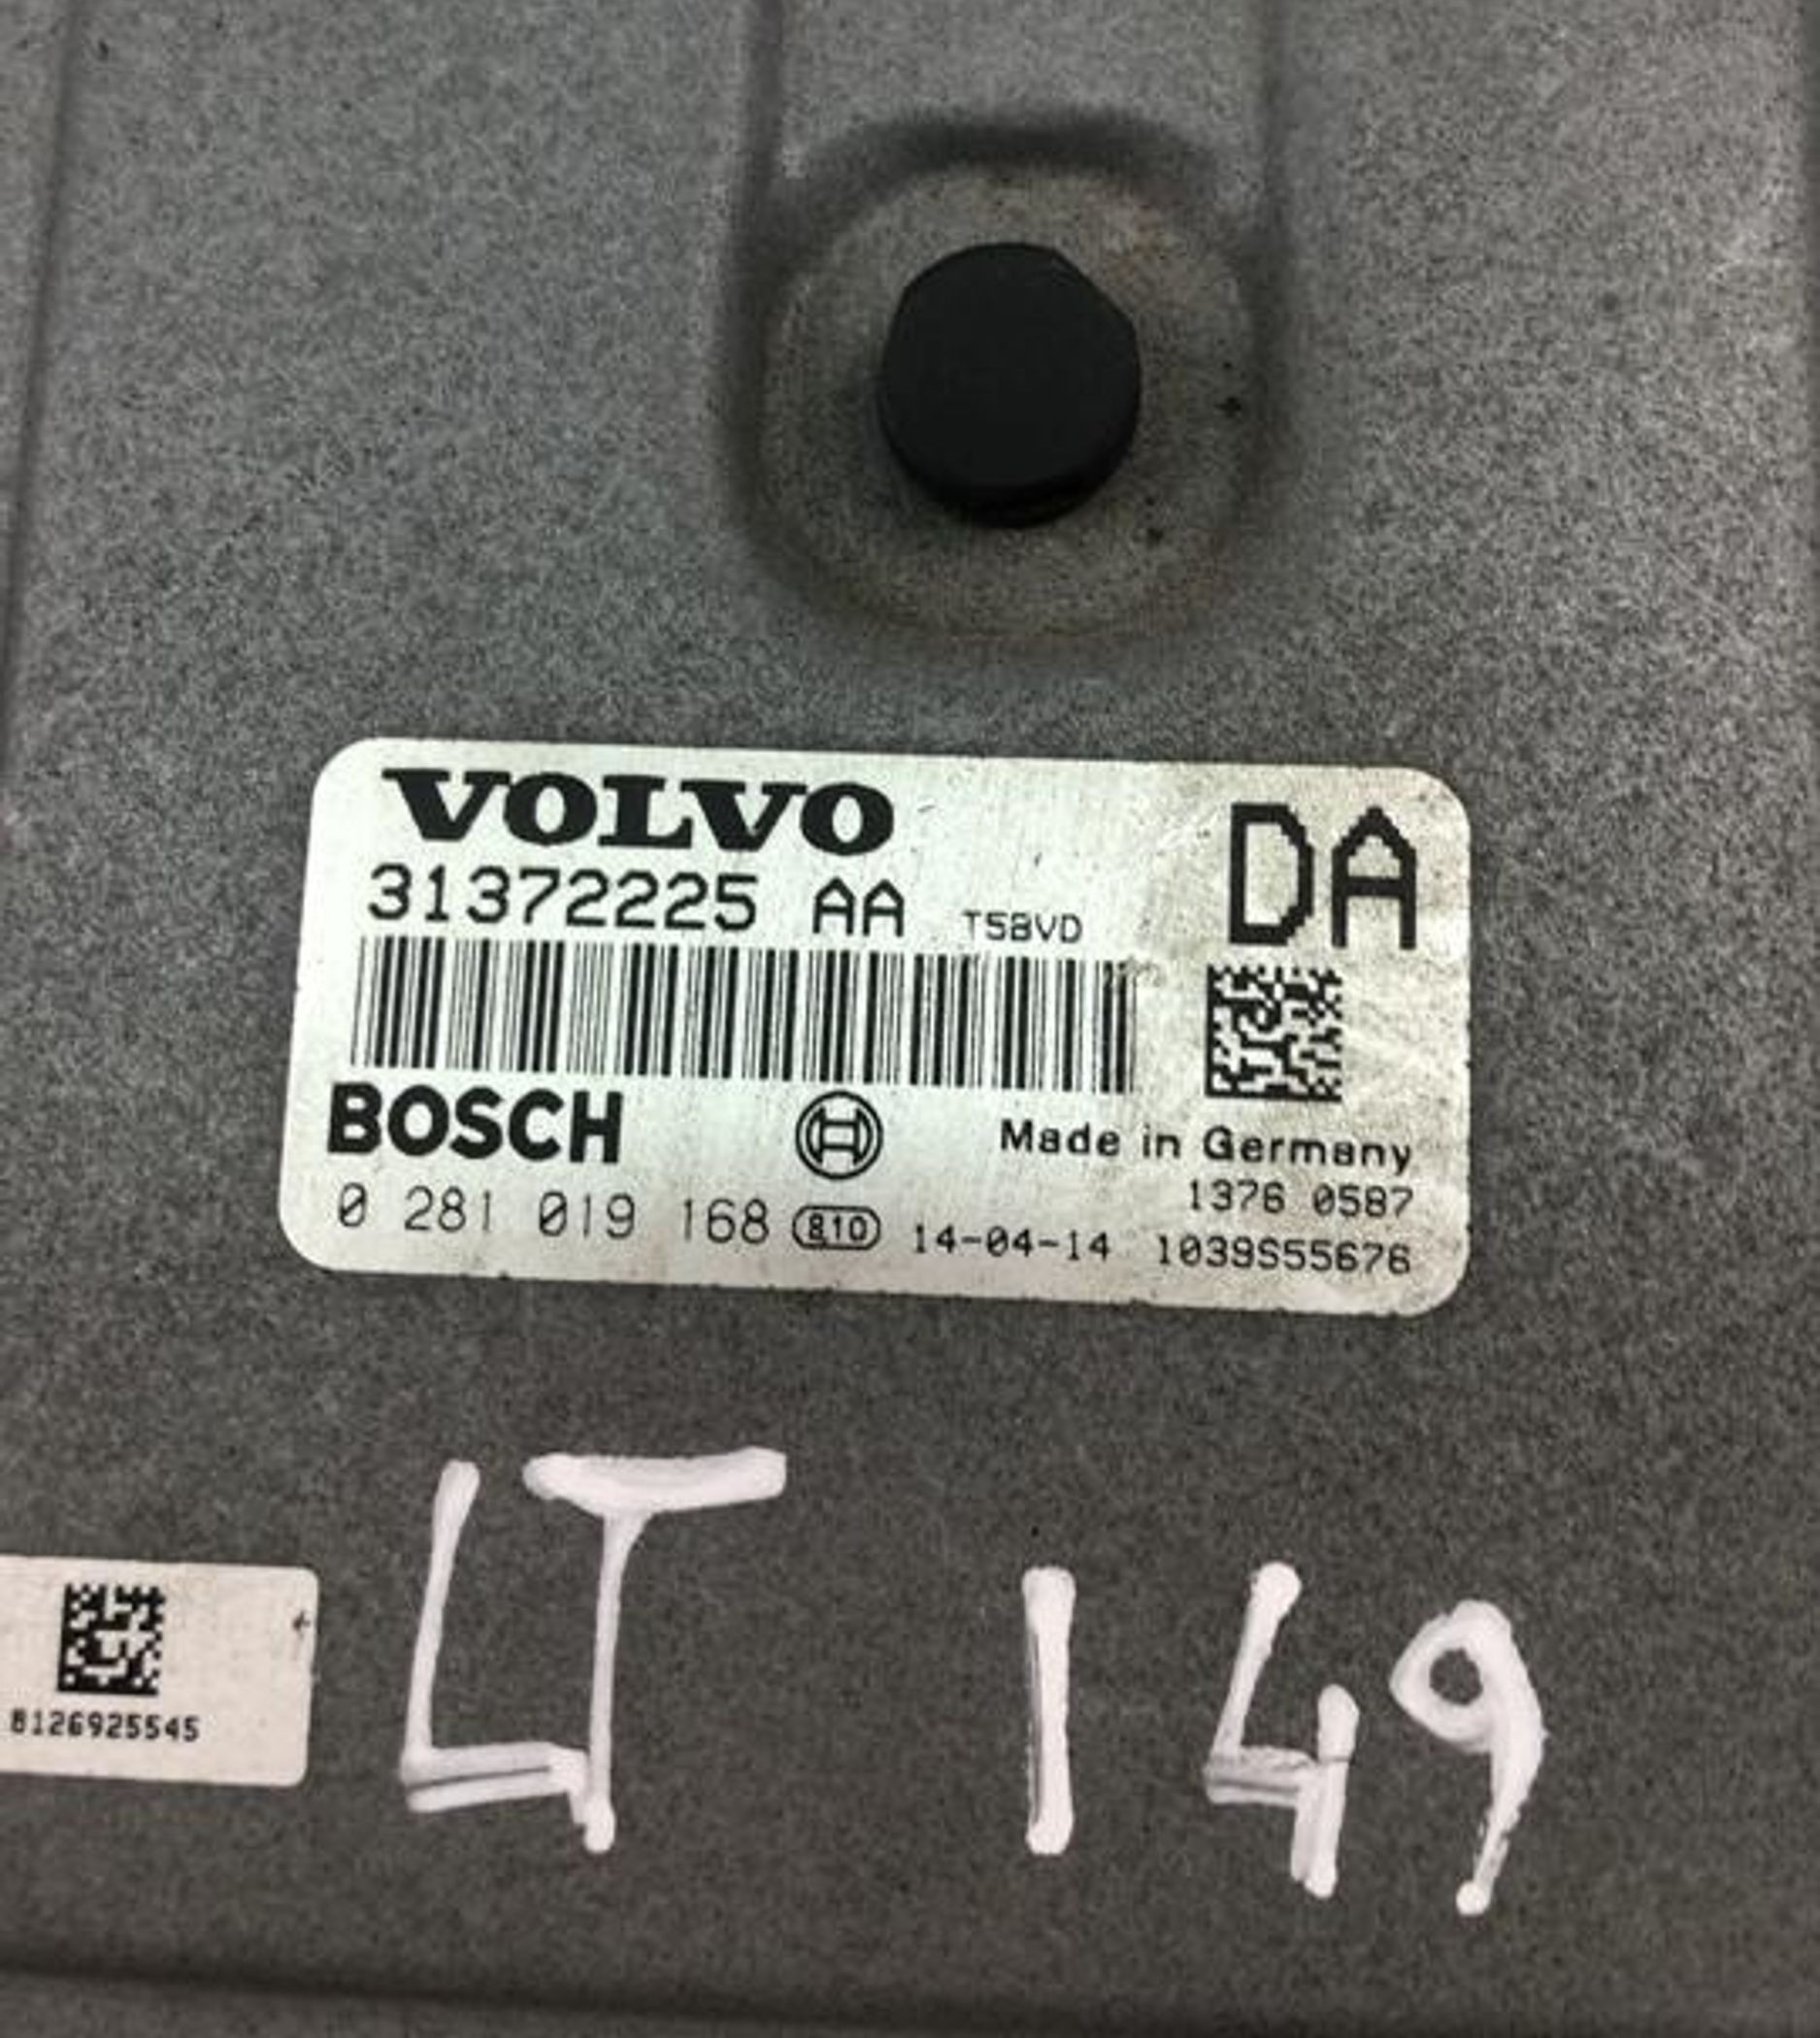 VOLVO
31372225 AA T5BVD
DA
BOSCH
Made in Germany
1376 0587
0 281 019 168 810 14-04-14 1039S55676
LT 149
8126925545